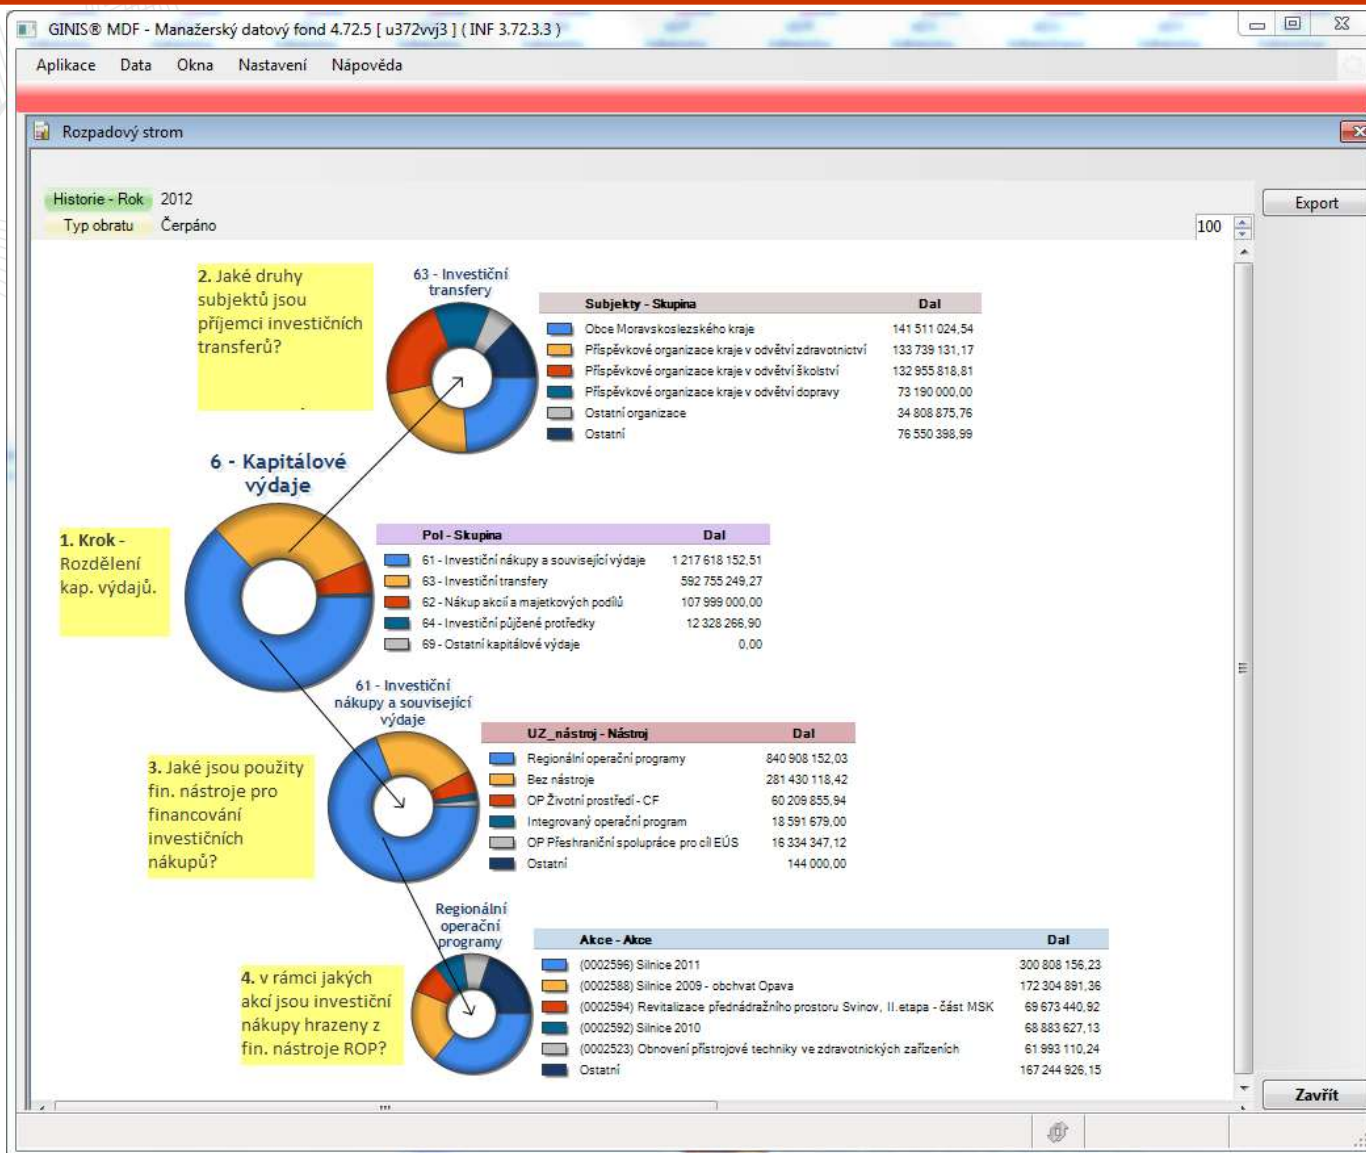 GINIS® MDF - Manažerský datový fond 4.72.5 [ u372vvj3 ] ( INF 3.72.3.3 )
Aplikace Data Okna Nastavení Nápověda
Rozpadový strom
Historie - Rok 2012
Typ obratu Čerpáno
100
Export
2. Jaké druhy
subjektů jsou
příjemci investičních
transferů?
63 - Investiční
transfery
Subjekty - Skupina Dal
Obce Moravskoslezského kraje 141 511 024,54
Příspěvkové organizace kraje v odvětví zdravotnictví 133 739 131,17
Příspěvkové organizace kraje v odvětví školství 132 955 818,81
Příspěvkové organizace kraje v odvětví dopravy 73 190 000,00
Ostatní organizace 34 808 875,76
Ostatní 76 550 398,99
6 - Kapitálové
výdaje
1. Krok -
Rozdělení
kap. výdajů.
Pol - Skupina Dal
61 - Investiční nákupy a související výdaje 1 217 618 152,51
63 - Investiční transfery 592 755 249,27
62 - Nákup akcií a majetkových podílů 107 999 000,00
64 - Investiční půjčené protředky 12 328 266,90
69 - Ostatní kapitálové výdaje 0,00
61 - Investiční
nákupy a související
výdaje
3. Jaké jsou použity
fin. nástroje pro
financování
investičních
nákupů?
UZ_nástroj - Nástroj Dal
Regionální operační programy 840 908 152,03
Bez nástroje 281 430 118,42
OP Životní prostředí - CF 60 209 855,94
Integrovaný operační program 18 591 679,00
OP Přeshraniční spolupráce pro cíl EÚS 16 334 347,12
Ostatní 144 000,00
Regionální
operační
programy
4. v rámci jakých
akcí jsou investiční
nákupy hrazeny z
fin. nástroje ROP?
Akce - Akce Dal
(0002596) Silnice 2011 300 808 156,23
(0002588) Silnice 2009 - obchvat Opava 172 304 891,36
(0002594) Revitalizace přednádražního prostoru Svinov, II.etapa - část MSK 69 673 440,92
(0002592) Silnice 2010 68 883 627,13
(0002523) Obnovení přístrojové techniky ve zdravotnických zařízeních 61 993 110,24
Ostatní 167 244 926,15
Zavřít